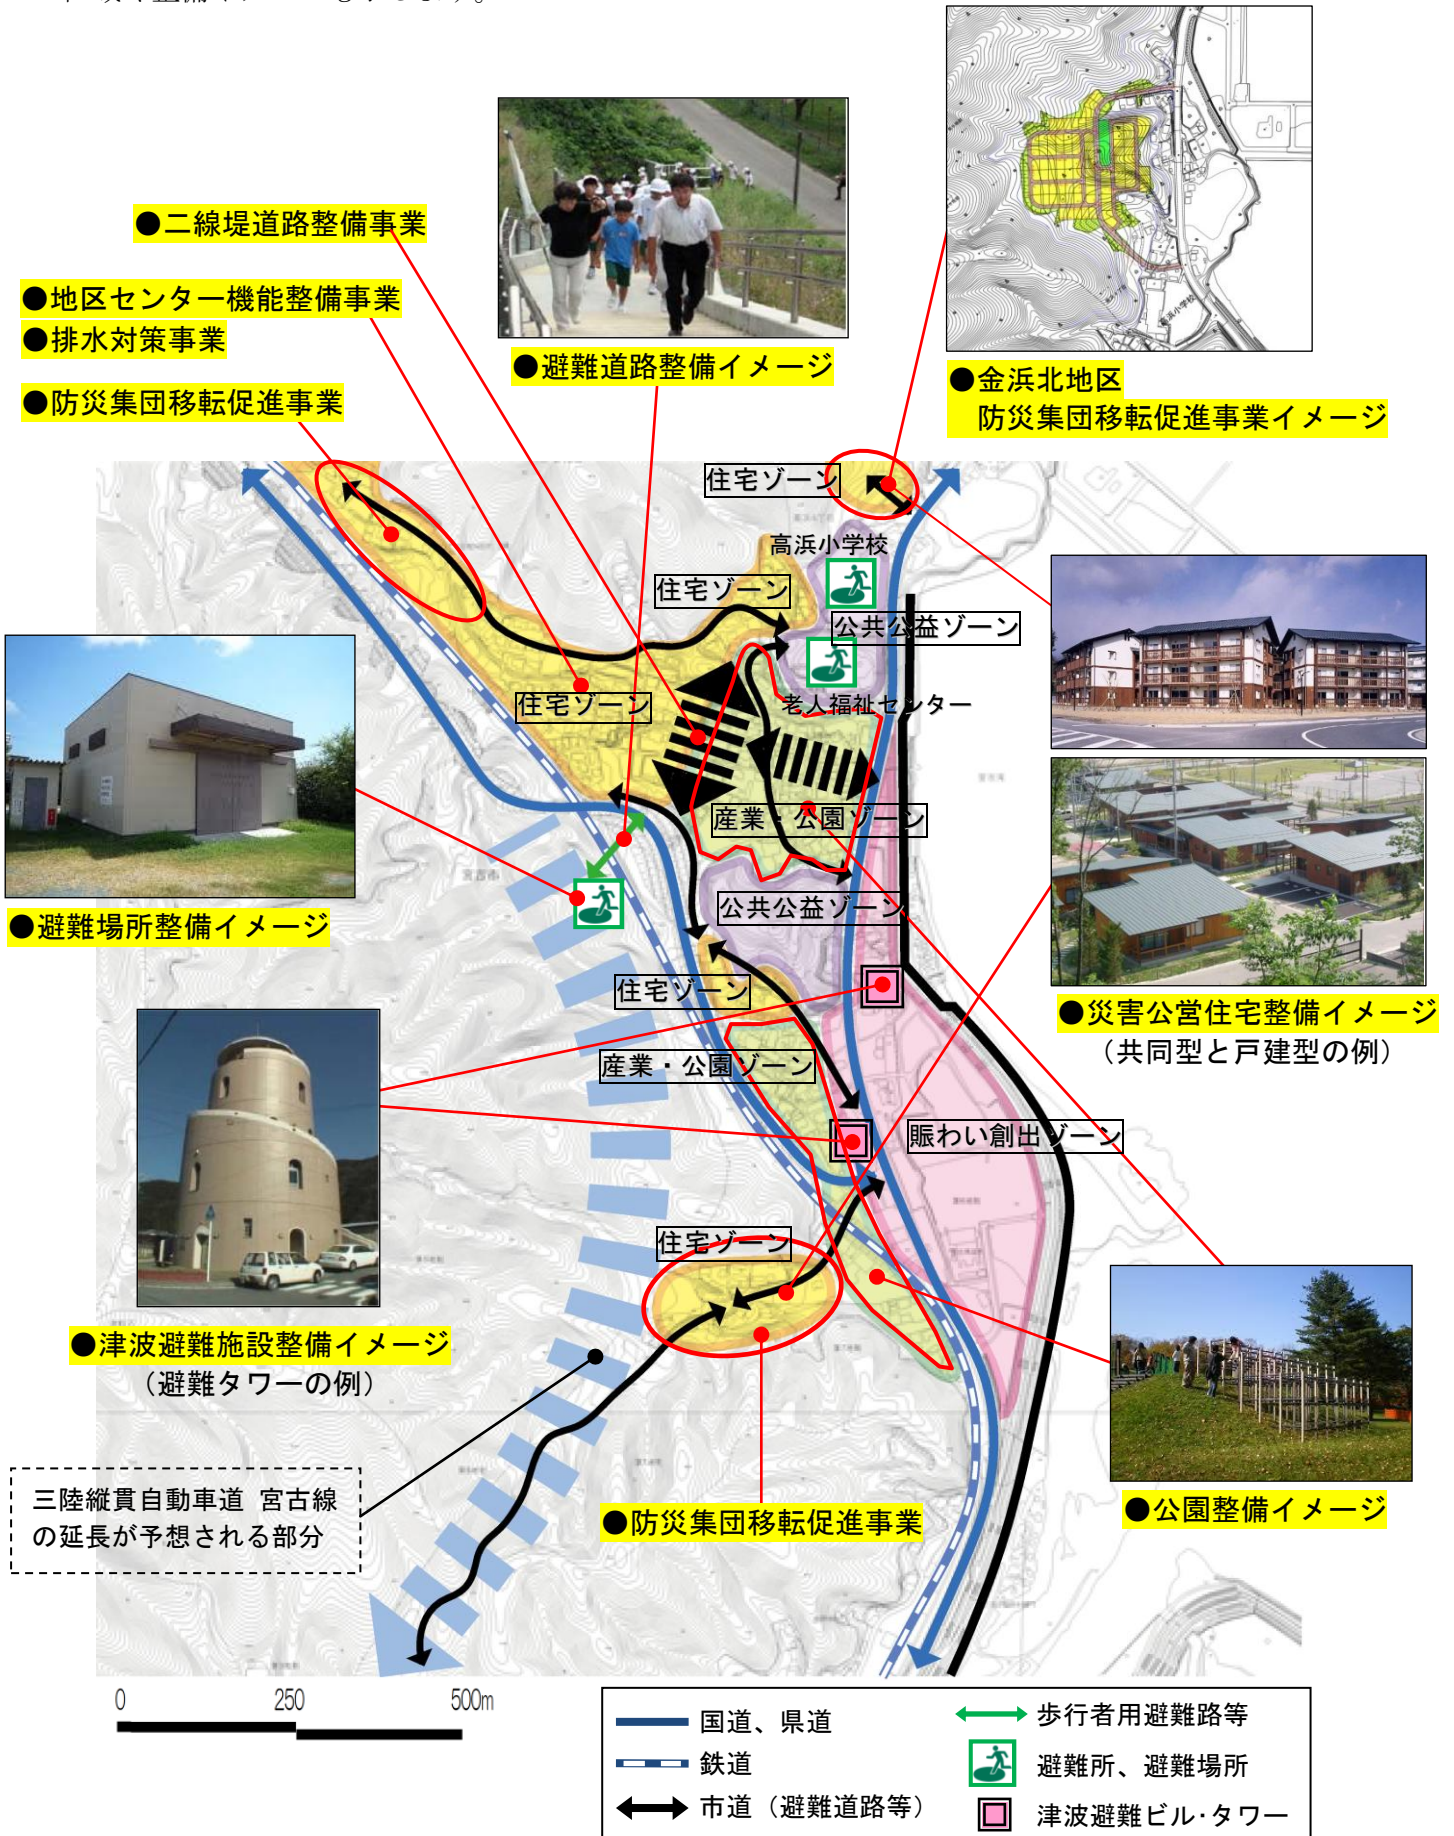 ●二線堤道路整備事業
●地区センター機能整備事業
●排水対策事業
●防災集団移転促進事業
●避難道路整備イメージ
高浜小学校
●金浜北地区
防災集団移転促進事業イメージ
住宅ゾーン
高浜小学校
住宅ゾーン
公共公益ゾーン
住宅ゾーン
老人福祉センター
産業・公園ゾーン
宮古市
●避難場所整備イメージ
公共公益ゾーン
住宅ゾーン
●災害公営住宅整備イメージ
（共同型と戸建型の例）
産業・公園ゾーン
賑わい創出ゾーン
住宅ゾーン
●津波避難施設整備イメージ
（避難タワーの例）
三陸縦貫自動車道 宮古線
の延長が予想される部分
●防災集団移転促進事業
●公園整備イメージ
0 250 500m
国道、県道
鉄道
市道（避難道路等）
歩行者用避難路等
避難所、避難場所
津波避難ビル･タワー